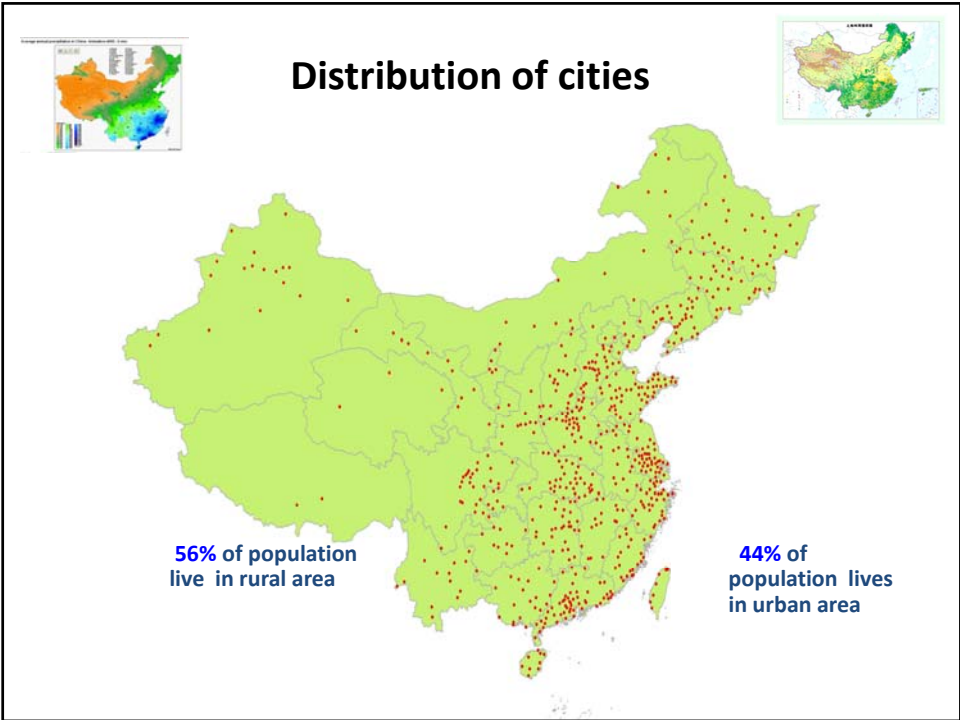 Distribution of cities
56% of population
live in rural area
44% of
population lives
in urban area